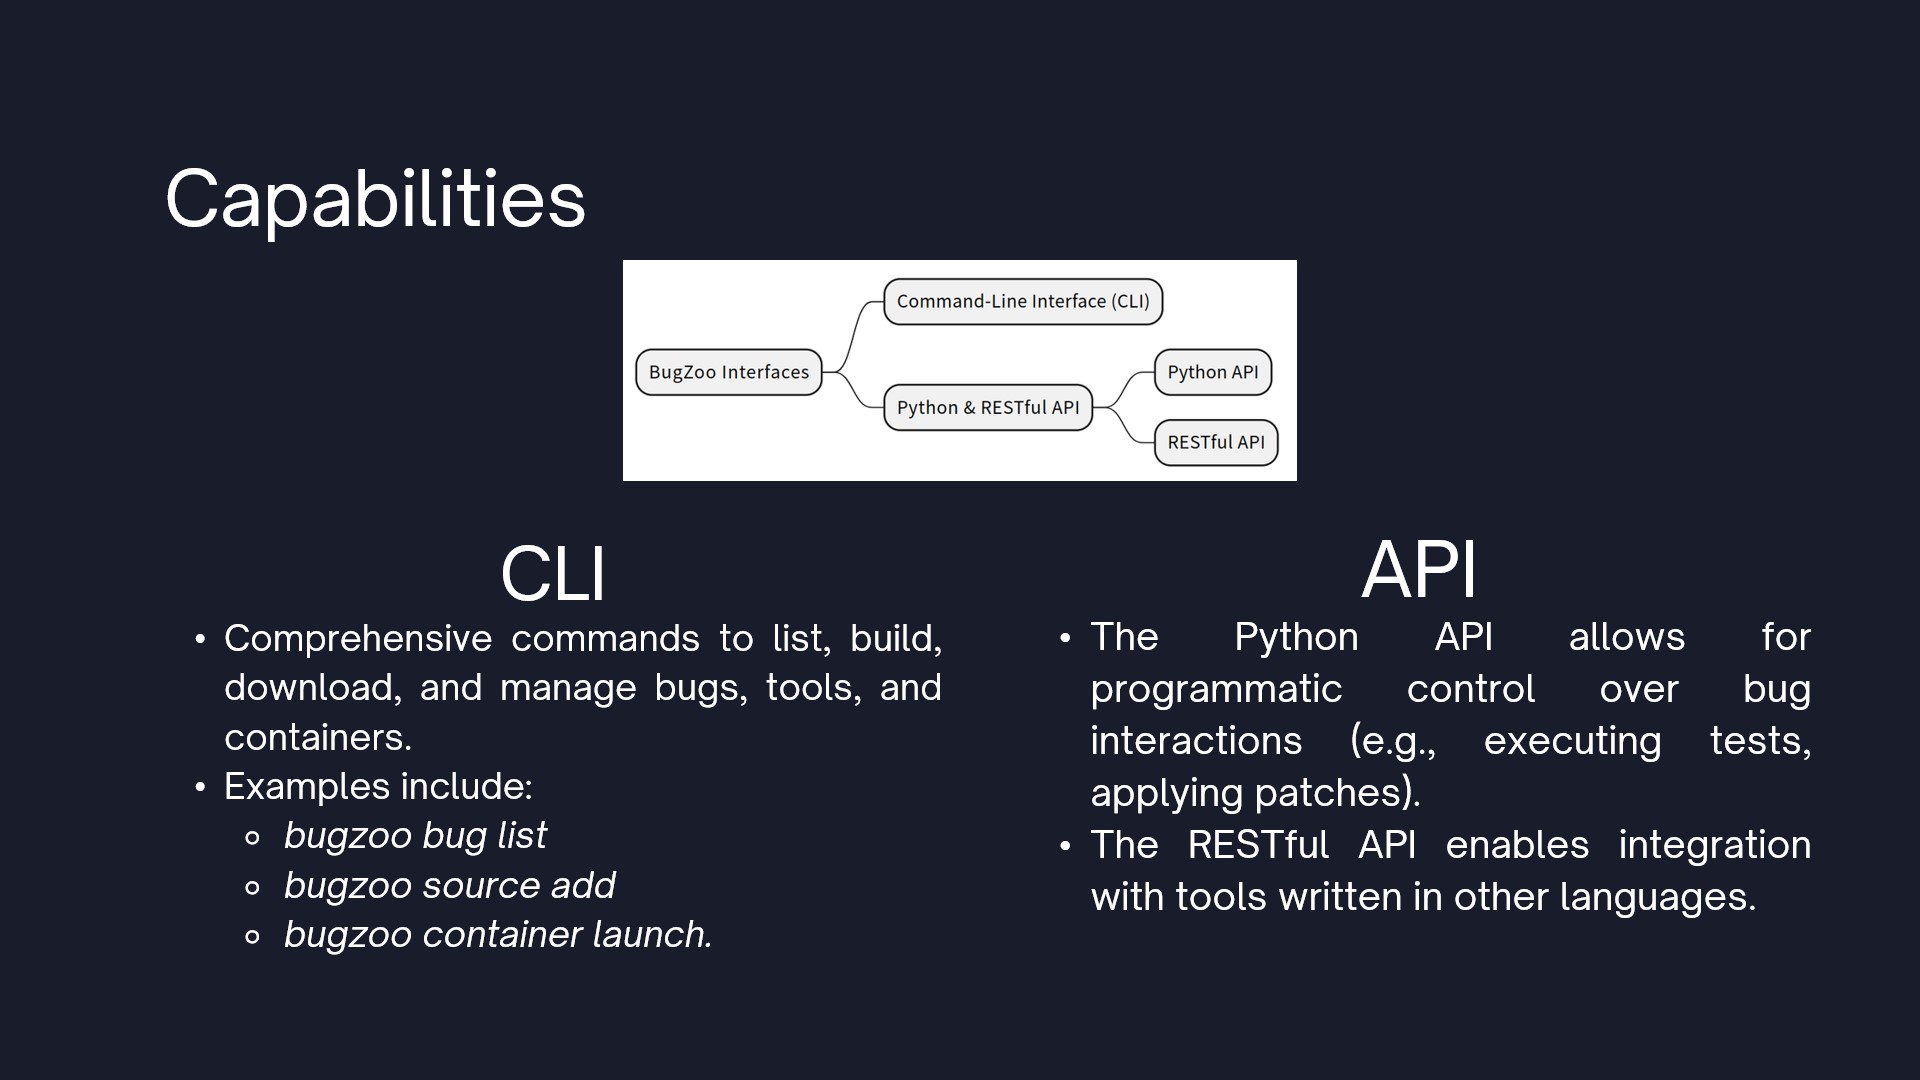 Capabilities
Command-Line Interface (CLI)
BugZoo Interfaces
Python & RESTful API
Python API
RESTful API
CLI
• Comprehensive commands to list, build,
download, and manage bugs, tools, and
containers.
• Examples include:
○ bugzoo bug list
○ bugzoo source add
○ bugzoo container launch.
API
• The Python API allows for
programmatic control over bug
interactions (e.g., executing tests,
applying patches).
• The RESTful API enables integration
with tools written in other languages.